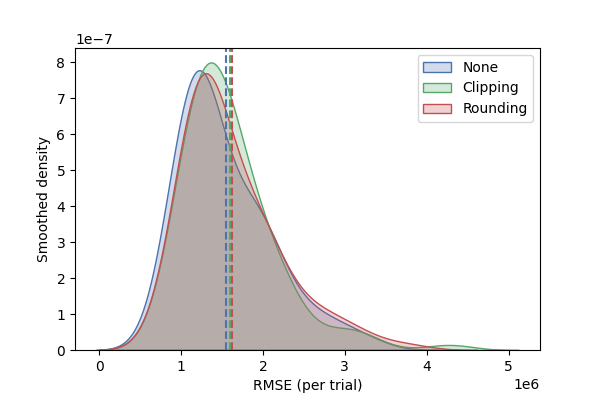 1e−7
8
7
6
5
4
3
2
1
0
Smoothed density
None
Clipping
Rounding
0 1 2 3 4 5
RMSE (per trial)
1e6